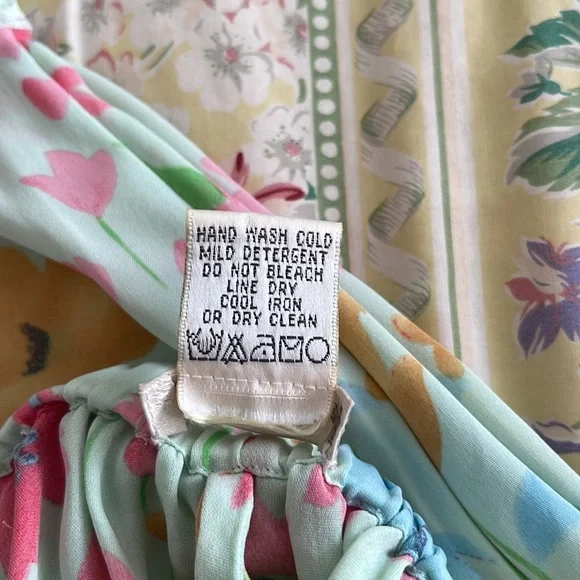 HAND WASH COLD
MILD DETERGENT
DO NOT BLEACH
LINE DRY
COOL IRON
OR DRY CLEAN